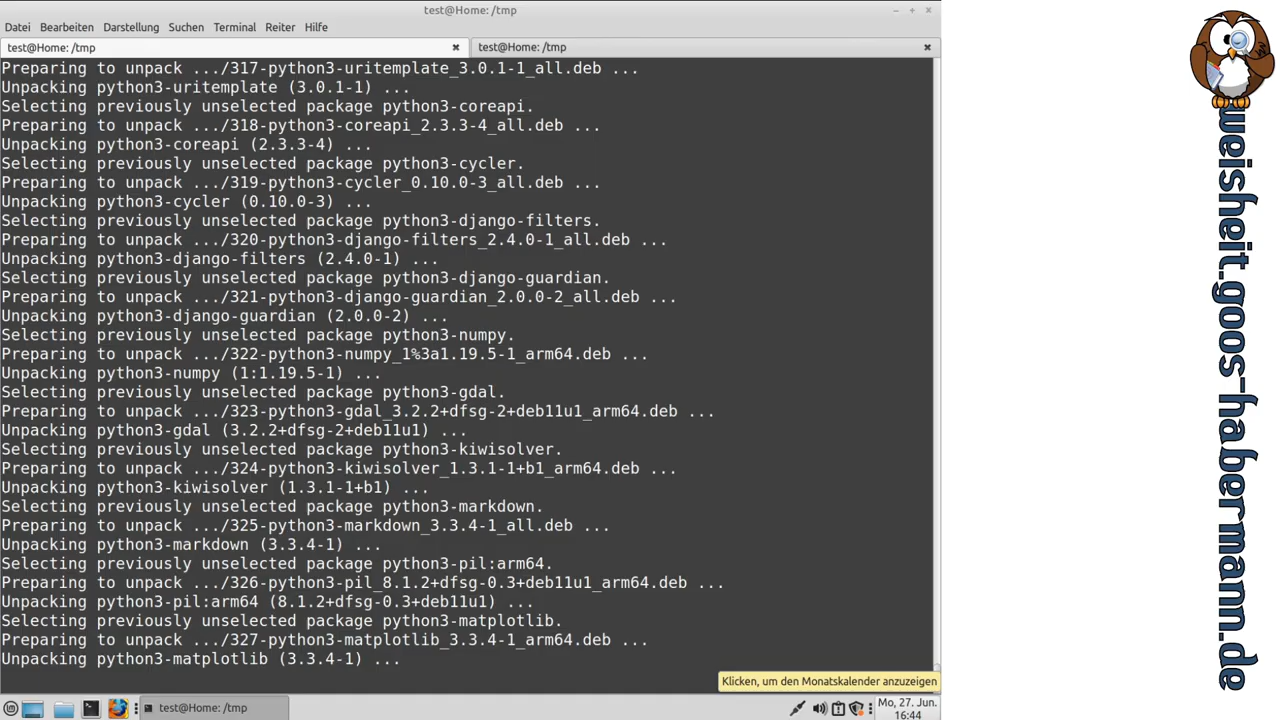 test@Home: /tmp
Datei Bearbeiten Darstellung Suchen Terminal Reiter Hilfe
test@Home: /tmp
test@Home: /tmp
Preparing to unpack .../317-python3-uritemplate_3.0.1-1_all.deb ...
Unpacking python3-uritemplate (3.0.1-1) ...
Selecting previously unselected package python3-coreapi.
Preparing to unpack .../318-python3-coreapi_2.3.3-4_all.deb ...
Unpacking python3-coreapi (2.3.3-4) ...
Selecting previously unselected package python3-cycler.
Preparing to unpack .../319-python3-cycler_0.10.0-3_all.deb ...
Unpacking python3-cycler (0.10.0-3) ...
Selecting previously unselected package python3-django-filters.
Preparing to unpack .../320-python3-django-filters_2.4.0-1_all.deb ...
Unpacking python3-django-filters (2.4.0-1) ...
Selecting previously unselected package python3-django-guardian.
Preparing to unpack .../321-python3-django-guardian_2.0.0-2_all.deb ...
Unpacking python3-django-guardian (2.0.0-2) ...
Selecting previously unselected package python3-numpy.
Preparing to unpack .../322-python3-numpy_1%3a1.19.5-1_arm64.deb ...
Unpacking python3-numpy (1:1.19.5-1) ...
Selecting previously unselected package python3-gdal.
Preparing to unpack .../323-python3-gdal_3.2.2+dfsg-2+deb11u1_arm64.deb ...
Unpacking python3-gdal (3.2.2+dfsg-2+deb11u1) ...
Selecting previously unselected package python3-kiwisolver.
Preparing to unpack .../324-python3-kiwisolver_1.3.1-1+b1_arm64.deb ...
Unpacking python3-kiwisolver (1.3.1-1+b1) ...
Selecting previously unselected package python3-markdown.
Preparing to unpack .../325-python3-markdown_3.3.4-1_all.deb ...
Unpacking python3-markdown (3.3.4-1) ...
Selecting previously unselected package python3-pil:arm64.
Preparing to unpack .../326-python3-pil_8.1.2+dfsg-0.3+deb11u1_arm64.deb ...
Unpacking python3-pil:arm64 (8.1.2+dfsg-0.3+deb11u1) ...
Selecting previously unselected package python3-matplotlib.
Preparing to unpack .../327-python3-matplotlib_3.3.4-1_arm64.deb ...
Unpacking python3-matplotlib (3.3.4-1) ...
Klicken, um den Monatskalender anzuzeigen
test@Home: /tmp
Mo, 27. Jun.
16:44
weisheit.goos-habermann.de